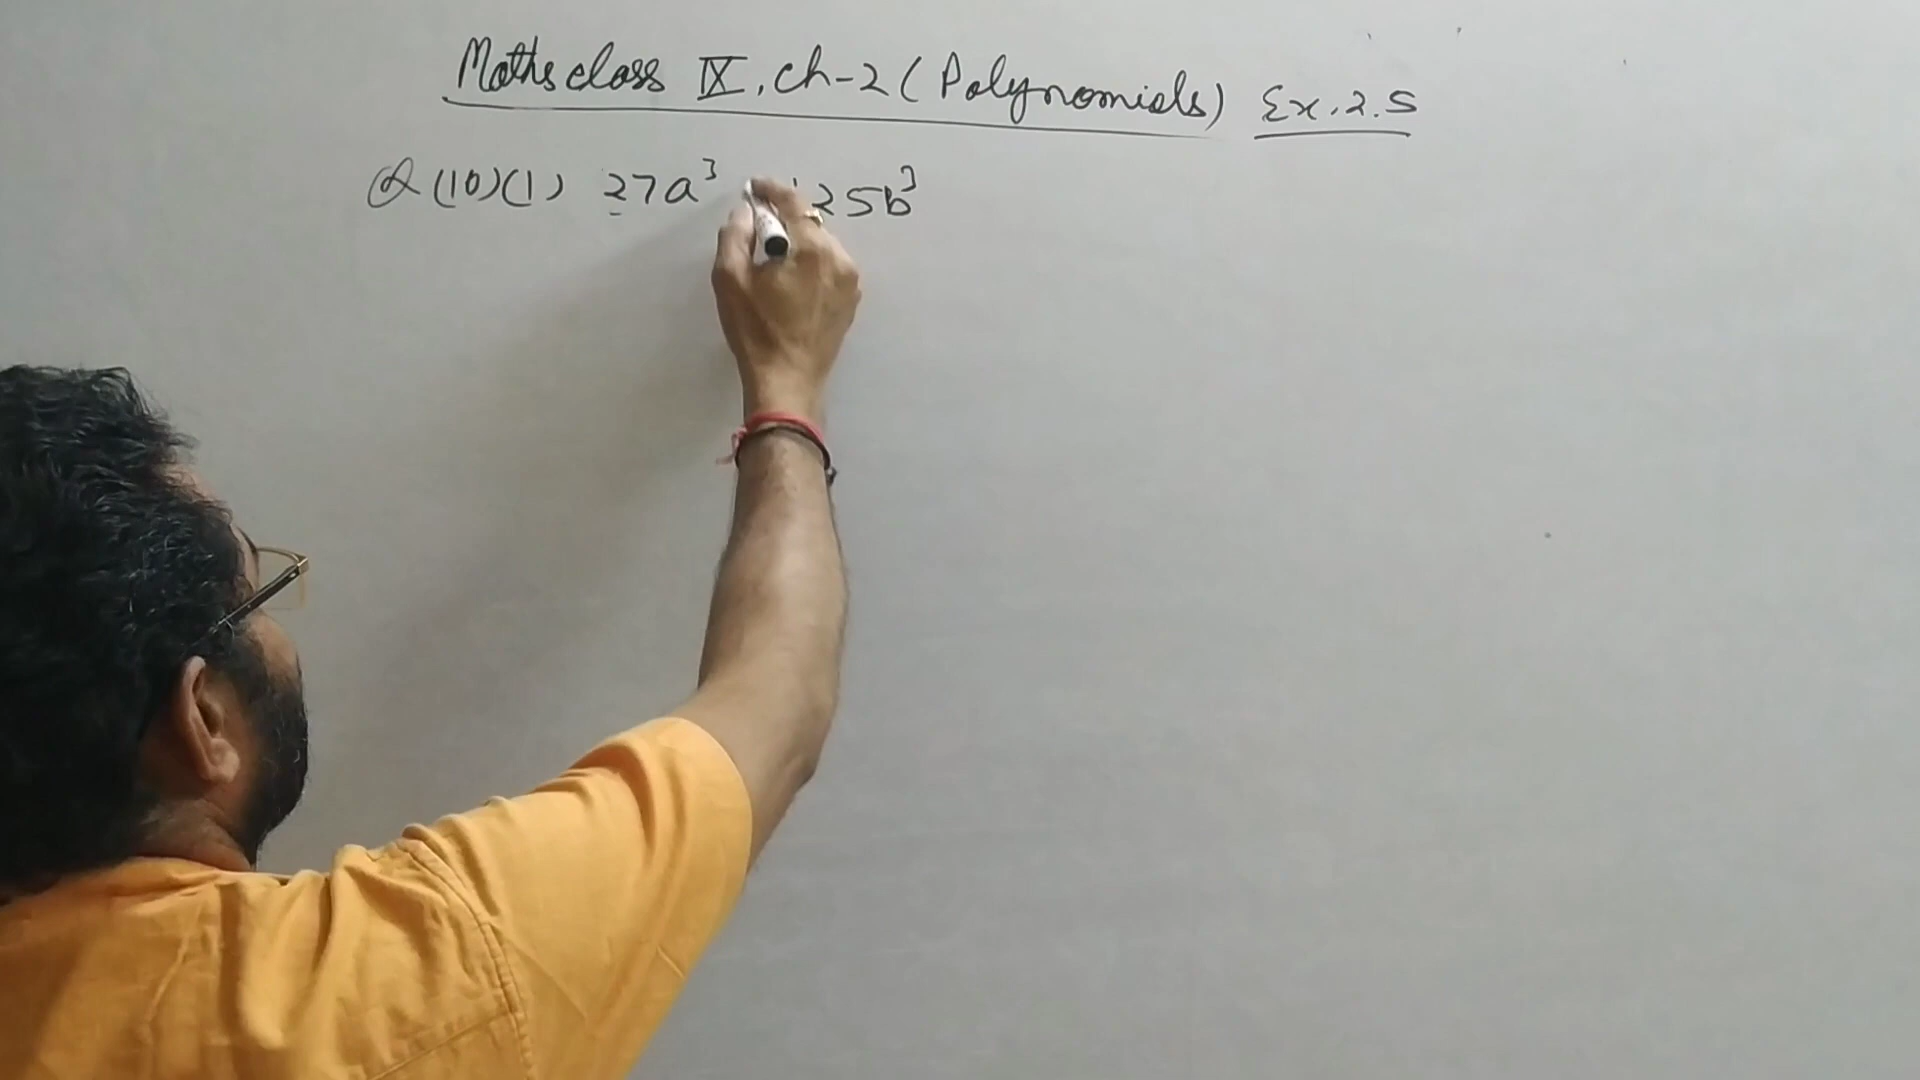 Maths class IX, Ch-2 (Polynomials) Ex. 2.5
Q (10)(1) 27a³ 125b³